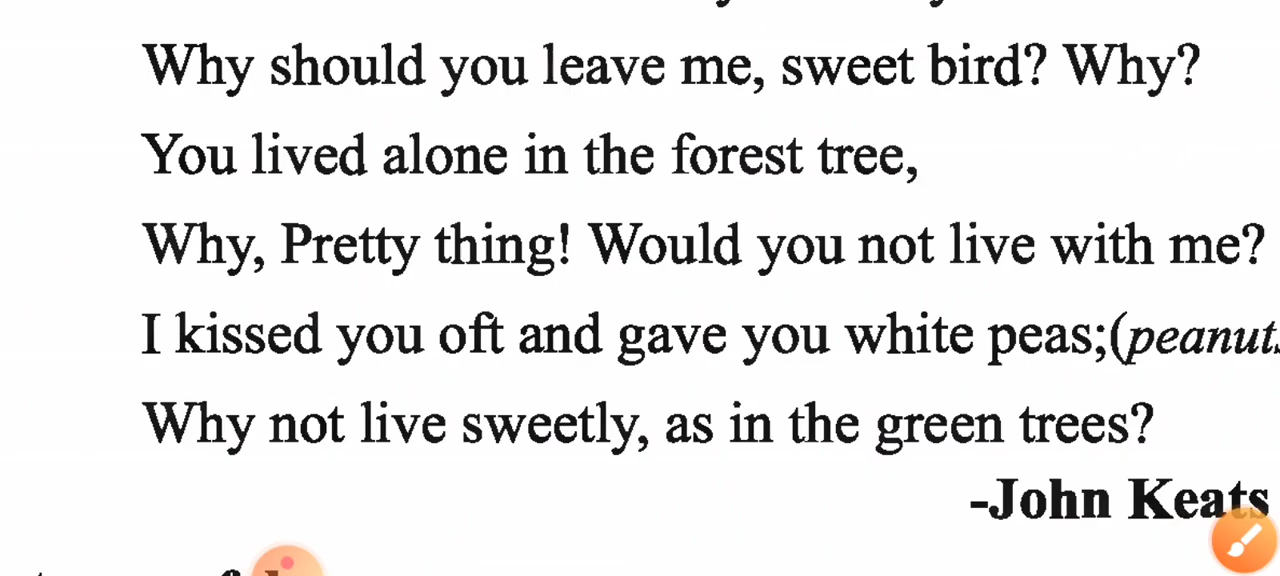 Why should you leave me, sweet bird? Why?
You lived alone in the forest tree,
Why, Pretty thing! Would you not live with me?
I kissed you oft and gave you white peas;(peanuts
Why not live sweetly, as in the green trees?
-John Keats